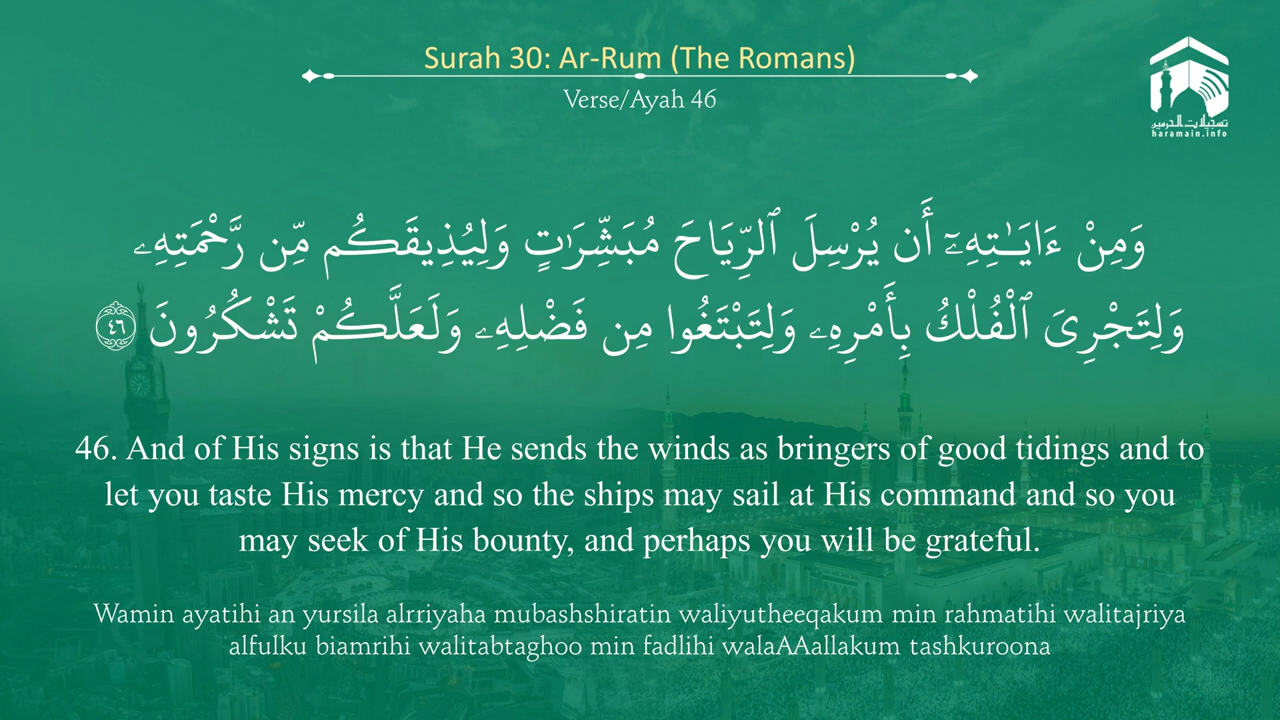 Surah 30: Ar-Rum (The Romans)
Verse/Ayah 46
تسجيلات الحرمين
haramain.info
وَمِنْ ءَايَـٰتِهِۦٓ أَن يُرْسِلَ ٱلرِّيَاحَ مُبَشِّرَٰتٍ وَلِيُذِيقَكُم مِّن رَّحْمَتِهِۦ
وَلِتَجْرِىَ ٱلْفُلْكُ بِأَمْرِهِۦ وَلِتَبْتَغُوا مِن فَضْلِهِۦ وَلَعَلَّكُمْ تَشْكُرُونَ ٤٦
46. And of His signs is that He sends the winds as bringers of good tidings and to
let you taste His mercy and so the ships may sail at His command and so you
may seek of His bounty, and perhaps you will be grateful.
Wamin ayatihi an yursila alrriyaha mubashshiratin waliyutheeqakum min rahmatihi walitajriya
alfulku biamrihi walitabtaghoo min fadlihi walaAAallakum tashkuroona